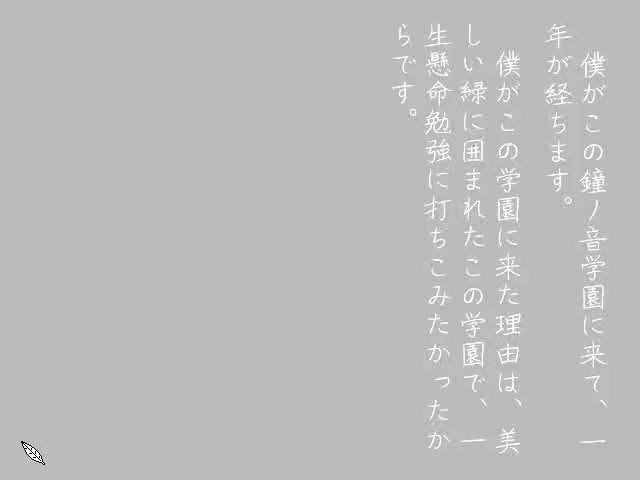 僕がこの鐘ノ音学園に来て、一
年が経ちます。
僕がこの学園に来た理由は、美
しい緑に囲まれたこの学園で、一
生懸命勉強に打ちこみたかったか
らです。